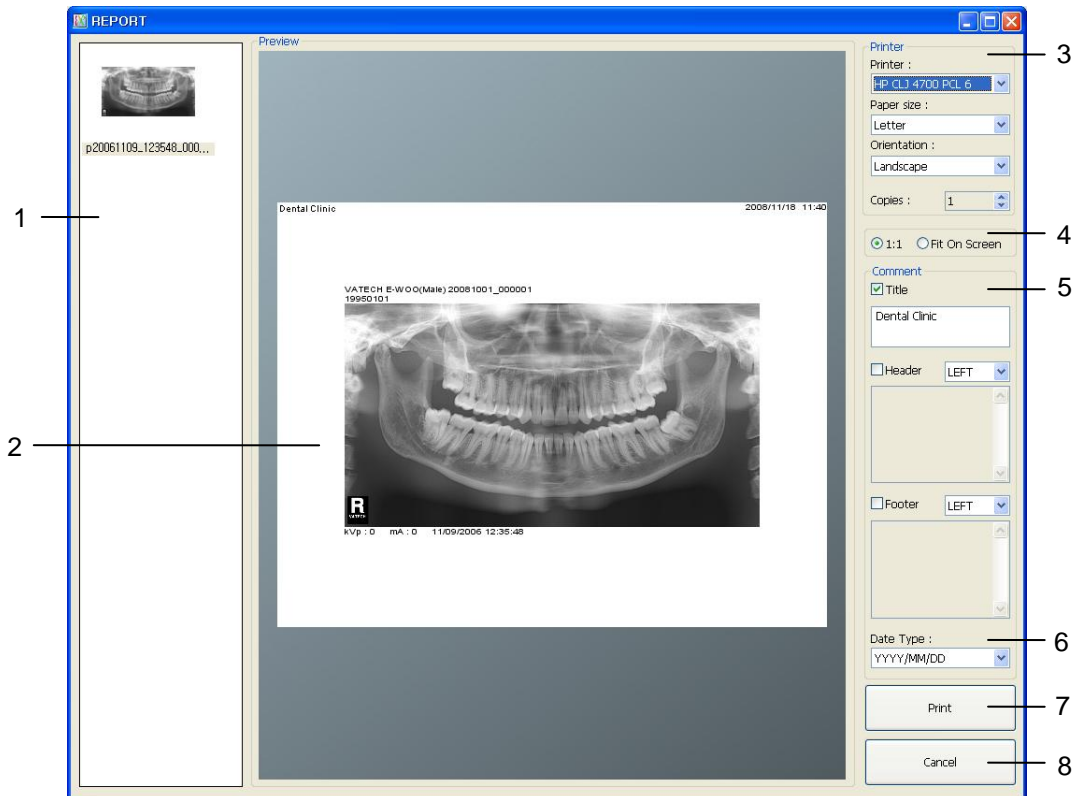 REPORT
p20061109_123548_000...
Preview
Dental Clinic
2008/11/18 11:40
VATECH E-WOO(Male) 20081001_000001
19950101
R
VATECH
kVp : 0 mA : 0 11/09/2006 12:35:48
Printer
Printer :
HP CLJ 4700 PCL 6
Paper size :
Letter
Orientation :
Landscape
Copies : 1
1:1 Fit On Screen
Comment
Title
Dental Clinic
Header LEFT
Footer LEFT
Date Type :
YYYY/MM/DD
Print
Cancel
1
2
3
4
5
6
7
8